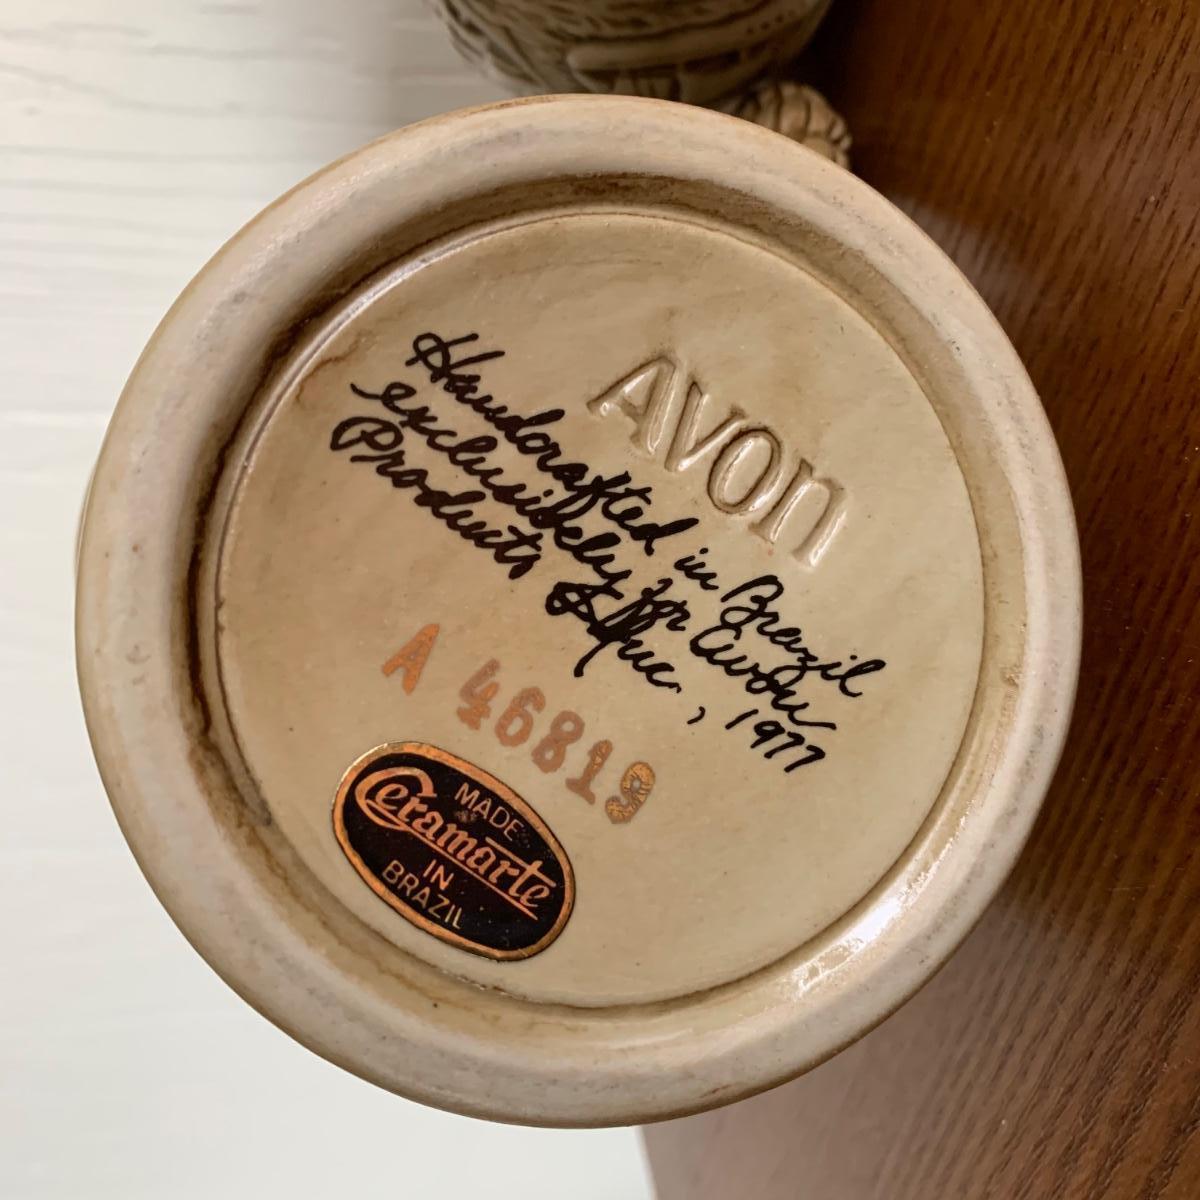 AVON
Handcrafted in Brazil
exclusively for Avon
Products Inc., 1977
A 46819
MADE
Ceramarte
IN
BRAZIL